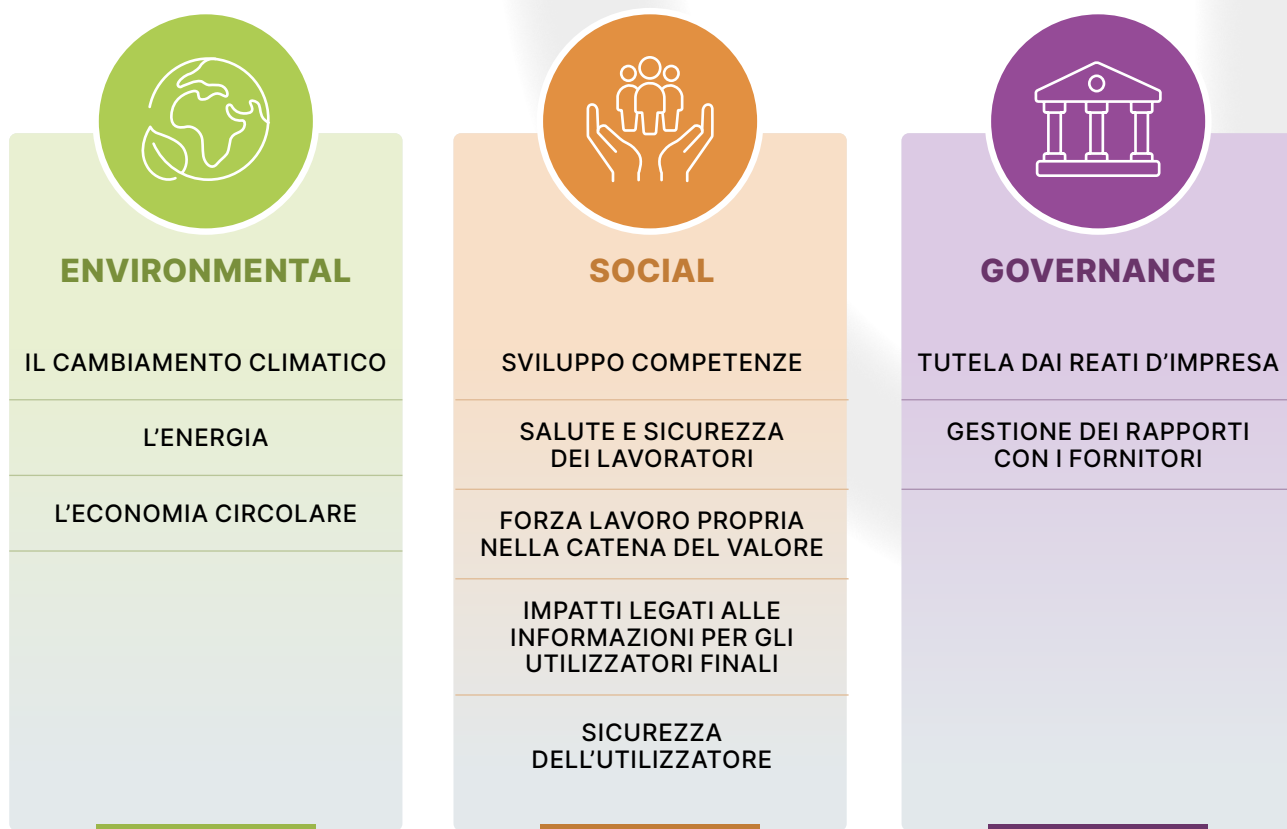 ENVIRONMENTAL
IL CAMBIAMENTO CLIMATICO
L'ENERGIA
L'ECONOMIA CIRCOLARE
SOCIAL
SVILUPPO COMPETENZE
SALUTE E SICUREZZA
DEI LAVORATORI
FORZA LAVORO PROPRIA
NELLA CATENA DEL VALORE
IMPATTI LEGATI ALLE
INFORMAZIONI PER GLI
UTILIZZATORI FINALI
SICUREZZA
DELL'UTILIZZATORE
GOVERNANCE
TUTELA DAI REATI D'IMPRESA
GESTIONE DEI RAPPORTI
CON I FORNITORI